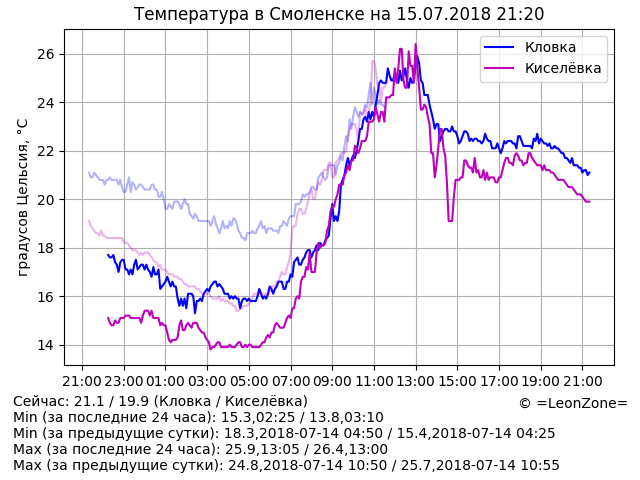 Температура в Смоленске на 15.07.2018 21:20
градусов Цельсия, °C
26
24
22
20
18
16
14
Кловка
Киселёвка
21:00 23:00 01:00 03:00 05:00 07:00 09:00 11:00 13:00 15:00 17:00 19:00 21:00
Сейчас: 21.1 / 19.9 (Кловка / Киселёвка)
© =LeonZone=
Min (за последние 24 часа): 15.3,02:25 / 13.8,03:10
Min (за предыдущие сутки): 18.3,2018-07-14 04:50 / 15.4,2018-07-14 04:25
Max (за последние 24 часа): 25.9,13:05 / 26.4,13:00
Max (за предыдущие сутки): 24.8,2018-07-14 10:50 / 25.7,2018-07-14 10:55